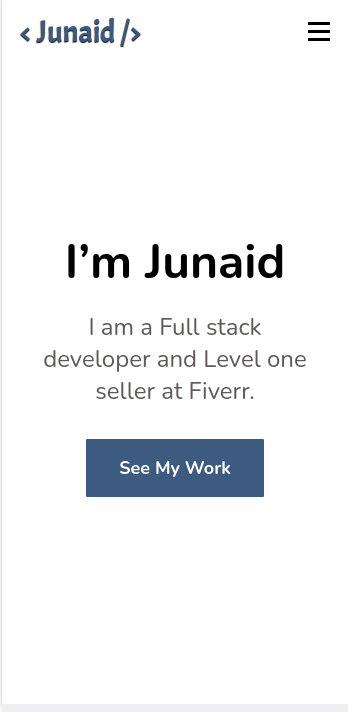 < Junaid />
I’m Junaid
I am a Full stack
developer and Level one
seller at Fiverr.
See My Work